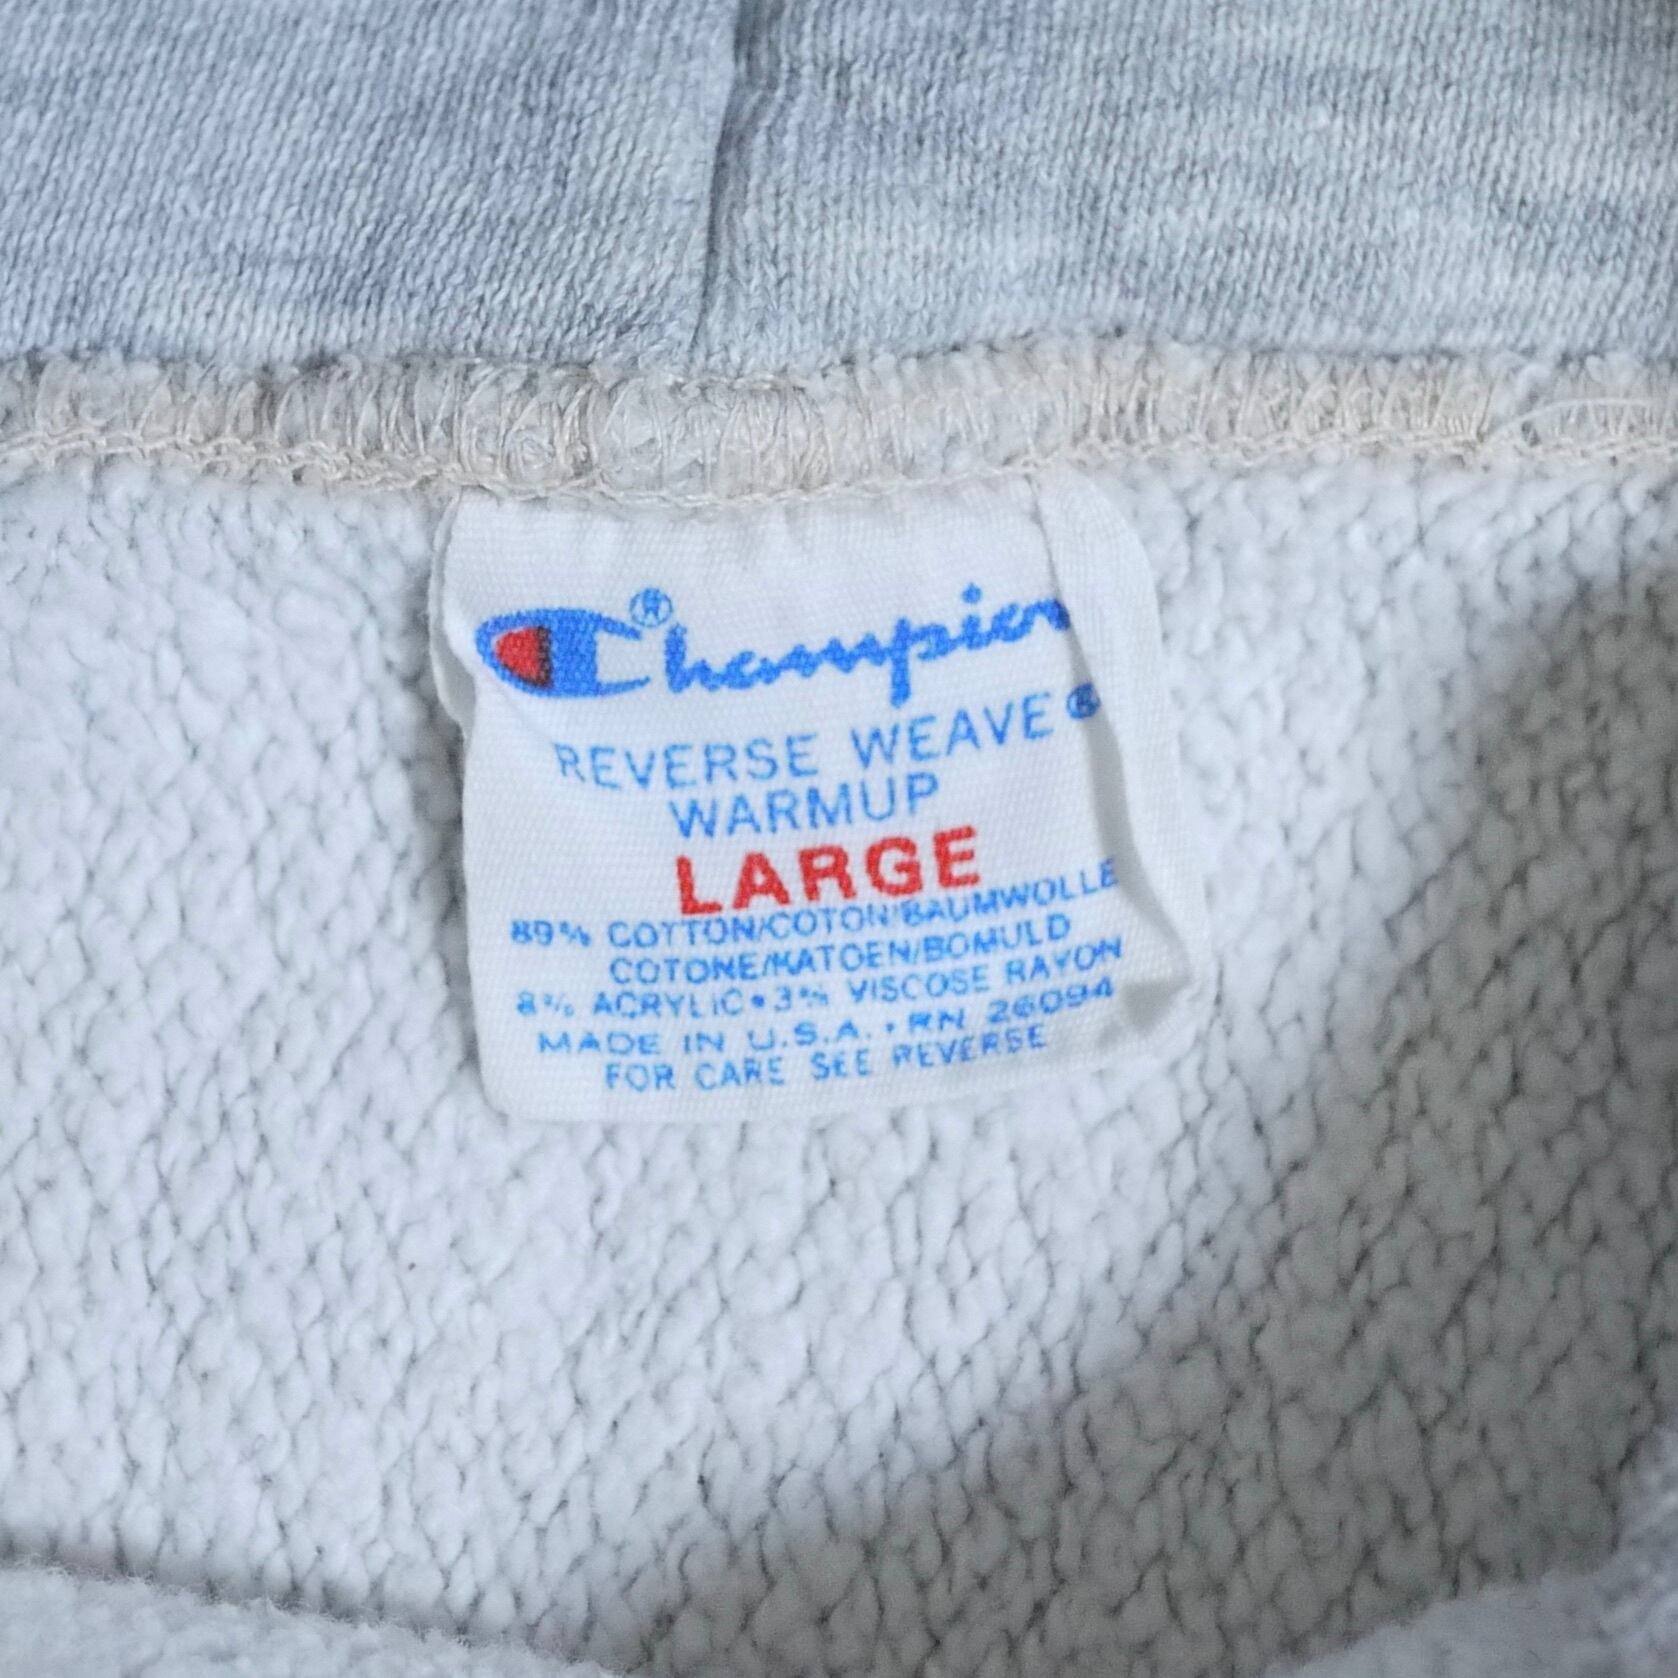 Champion®
REVERSE WEAVE®
WARMUP
LARGE
89% COTTON/COTON/BAUMWOLLE
COTONE/KATOEN/BOMULD
8% ACRYLIC • 3% VISCOSE RAYON
MADE IN U.S.A. • RN 26094
FOR CARE SEE REVERSE